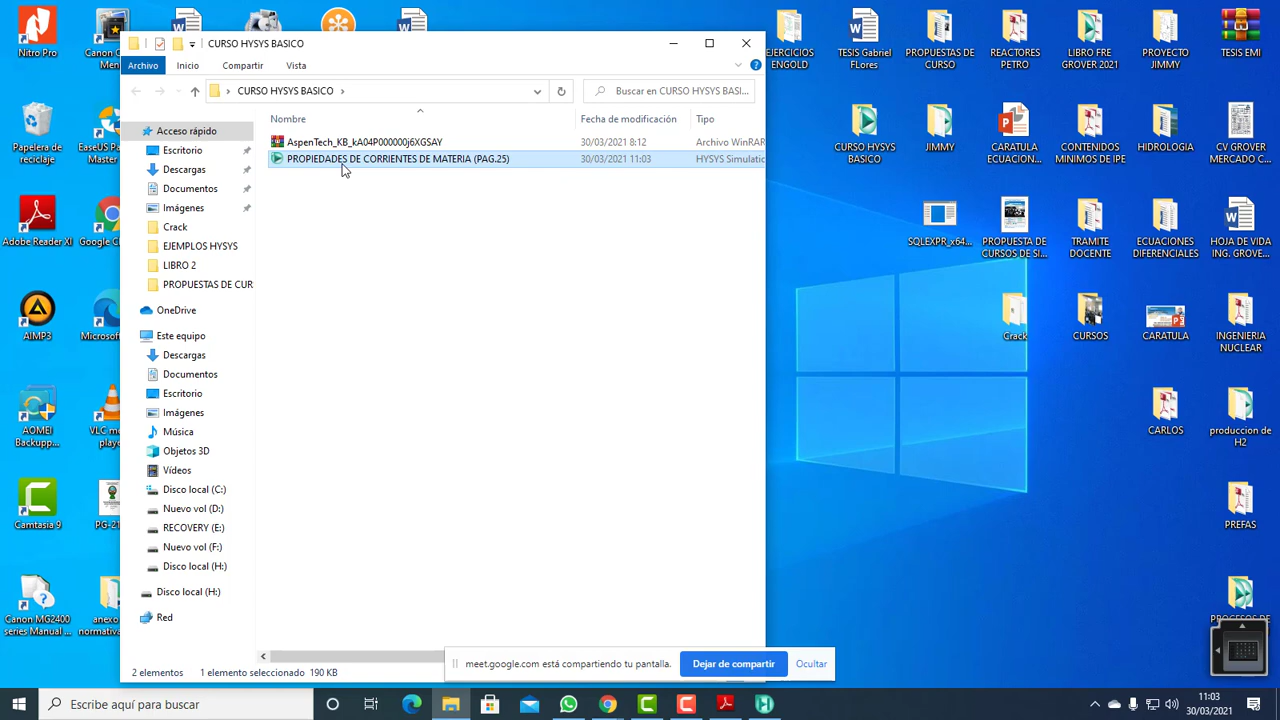 CURSO HYSYS BASICO
Archivo
Inicio
Compartir
Vista
CURSO HYSYS BASICO
Buscar en CURSO HYSYS BASI...
Nombre
Fecha de modificación
Tipo
AspenTech_KB_kA04P000000j6XGSAY
30/03/2021 8:12
Archivo WinRAR
PROPIEDADES DE CORRIENTES DE MATERIA (PAG.25)
30/03/2021 11:03
HYSYS Simulatic
Acceso rápido
Escritorio
Descargas
Documentos
Imágenes
Crack
EJEMPLOS HYSYS
LIBRO 2
PROPUESTAS DE CUR
OneDrive
Este equipo
Descargas
Documentos
Escritorio
Imágenes
Música
Objetos 3D
Vídeos
Disco local (C:)
Nuevo vol (D:)
RECOVERY (E:)
Nuevo vol (F:)
Disco local (H:)
Disco local (H:)
Red
2 elementos
1 elemento seleccionado
190 KB
meet.google.com está compartiendo tu pantalla.
Dejar de compartir
Ocultar
Nitro Pro
Canon C
Men
Papelera de
reciclaje
EaseUS Pa
Master
Adobe Reader XI
Google Cl
AIMP3
Microsof
AOMEI
Backupp...
VLC m
playe
Camtasia 9
PG-21
Canon MG2400
series Manual ...
anexo
normativa
EJERCICIOS
ENGOLD
TESIS Gabriel
FLores
PROPUESTAS DE
CURSO
REACTORES
PETRO
LIBRO FRE
GROVER 2021
PROYECTO
JIMMY
TESIS EMI
CURSO HYSYS
BASICO
JIMMY
CARATULA
ECUACION...
CONTENIDOS
MINIMOS DE IPE
HIDROLOGIA
CV GROVER
MERCADO C...
SQLEXPR_x64...
PROPUESTA DE
CURSOS DE SI...
TRAMITE
DOCENTE
ECUACIONES
DIFERENCIALES
HOJA DE VIDA
ING. GROVE...
Crack
CURSOS
CARATULA
INGENIERIA
NUCLEAR
CARLOS
produccion de
H2
PREFAS
PROCESOS DE
Escribe aquí para buscar
11:03
30/03/2021